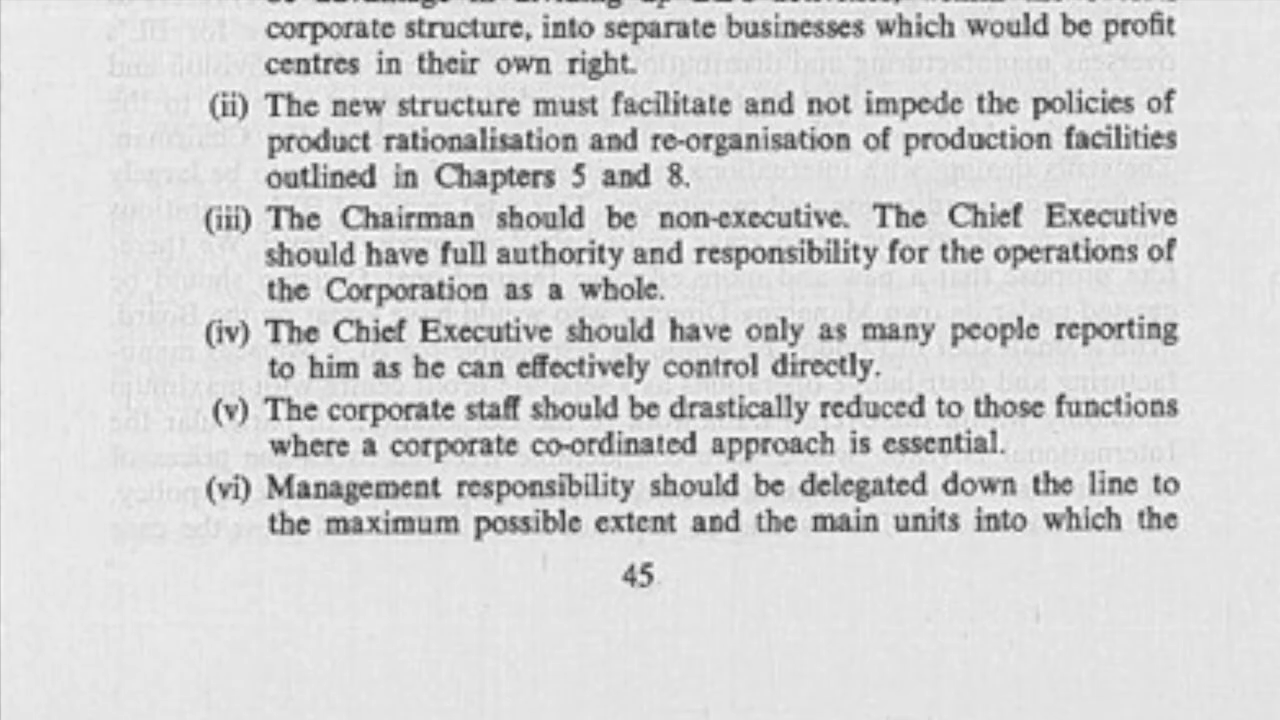 corporate structure, into separate businesses which would be profit
centres in their own right.
(ii) The new structure must facilitate and not impede the policies of
product rationalisation and re-organisation of production facilities
outlined in Chapters 5 and 8.
(iii) The Chairman should be non-executive. The Chief Executive
should have full authority and responsibility for the operations of
the Corporation as a whole.
(iv) The Chief Executive should have only as many people reporting
to him as he can effectively control directly.
(v) The corporate staff should be drastically reduced to those functions
where a corporate co-ordinated approach is essential.
(vi) Management responsibility should be delegated down the line to
the maximum possible extent and the main units into which the
45